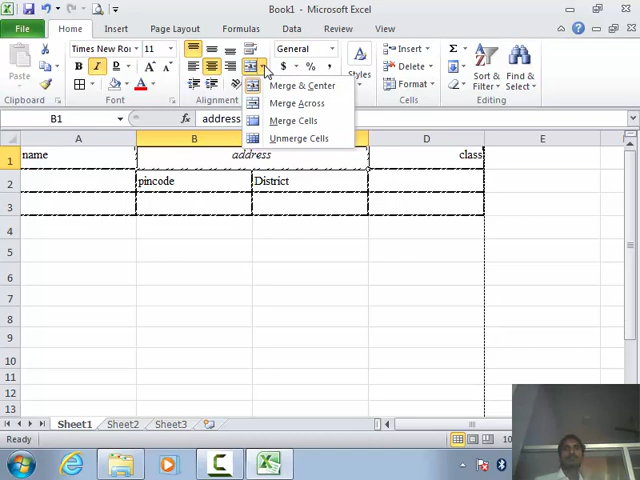 Book1 - Microsoft Excel
File Home Insert Page Layout Formulas Data Review View
Paste
Clipboard
Times New Ro 11
B I U A A
Font
Alignment
General
$ % ,
Styles
Insert
Delete
Format
Cells
Σ
Sort & Filter
Find & Select
Editing
Merge & Center
Merge Across
Merge Cells
Unmerge Cells
B1 fx address
A B C D E
1 name address class
2 pincode District
3
4
5
6
7
8
9
10
11
12
13
Sheet1 Sheet2 Sheet3
Ready 10